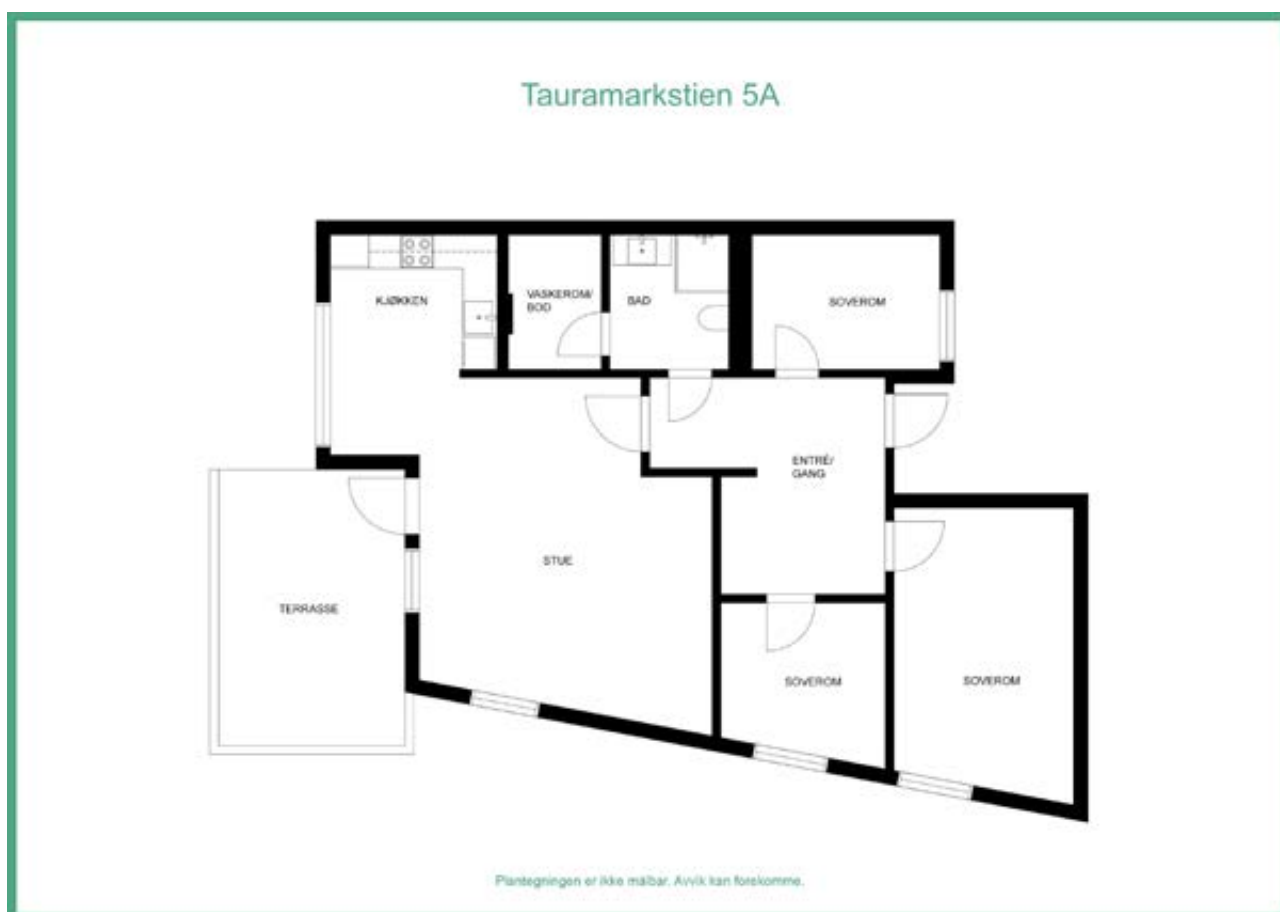 Tauramarkstien 5A
KJØKKEN
VASKEROM/
BOD
BAD
SOVEROM
ENTRÉ/
GANG
STUE
TERRASSE
SOVEROM
SOVEROM
Plantegningen er ikke målbar. Avvik kan forekomme.